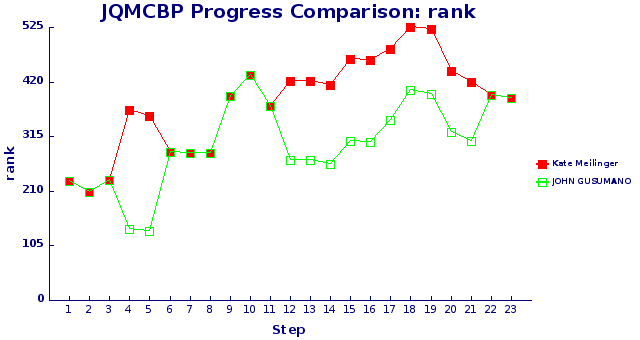 JQMCBP Progress Comparison: rank
525
420
315
210
105
0
rank
1 2 3 4 5 6 7 8 9 10 11 12 13 14 15 16 17 18 19 20 21 22 23
Step
Kate Meilinger
JOHN GUSUMANO